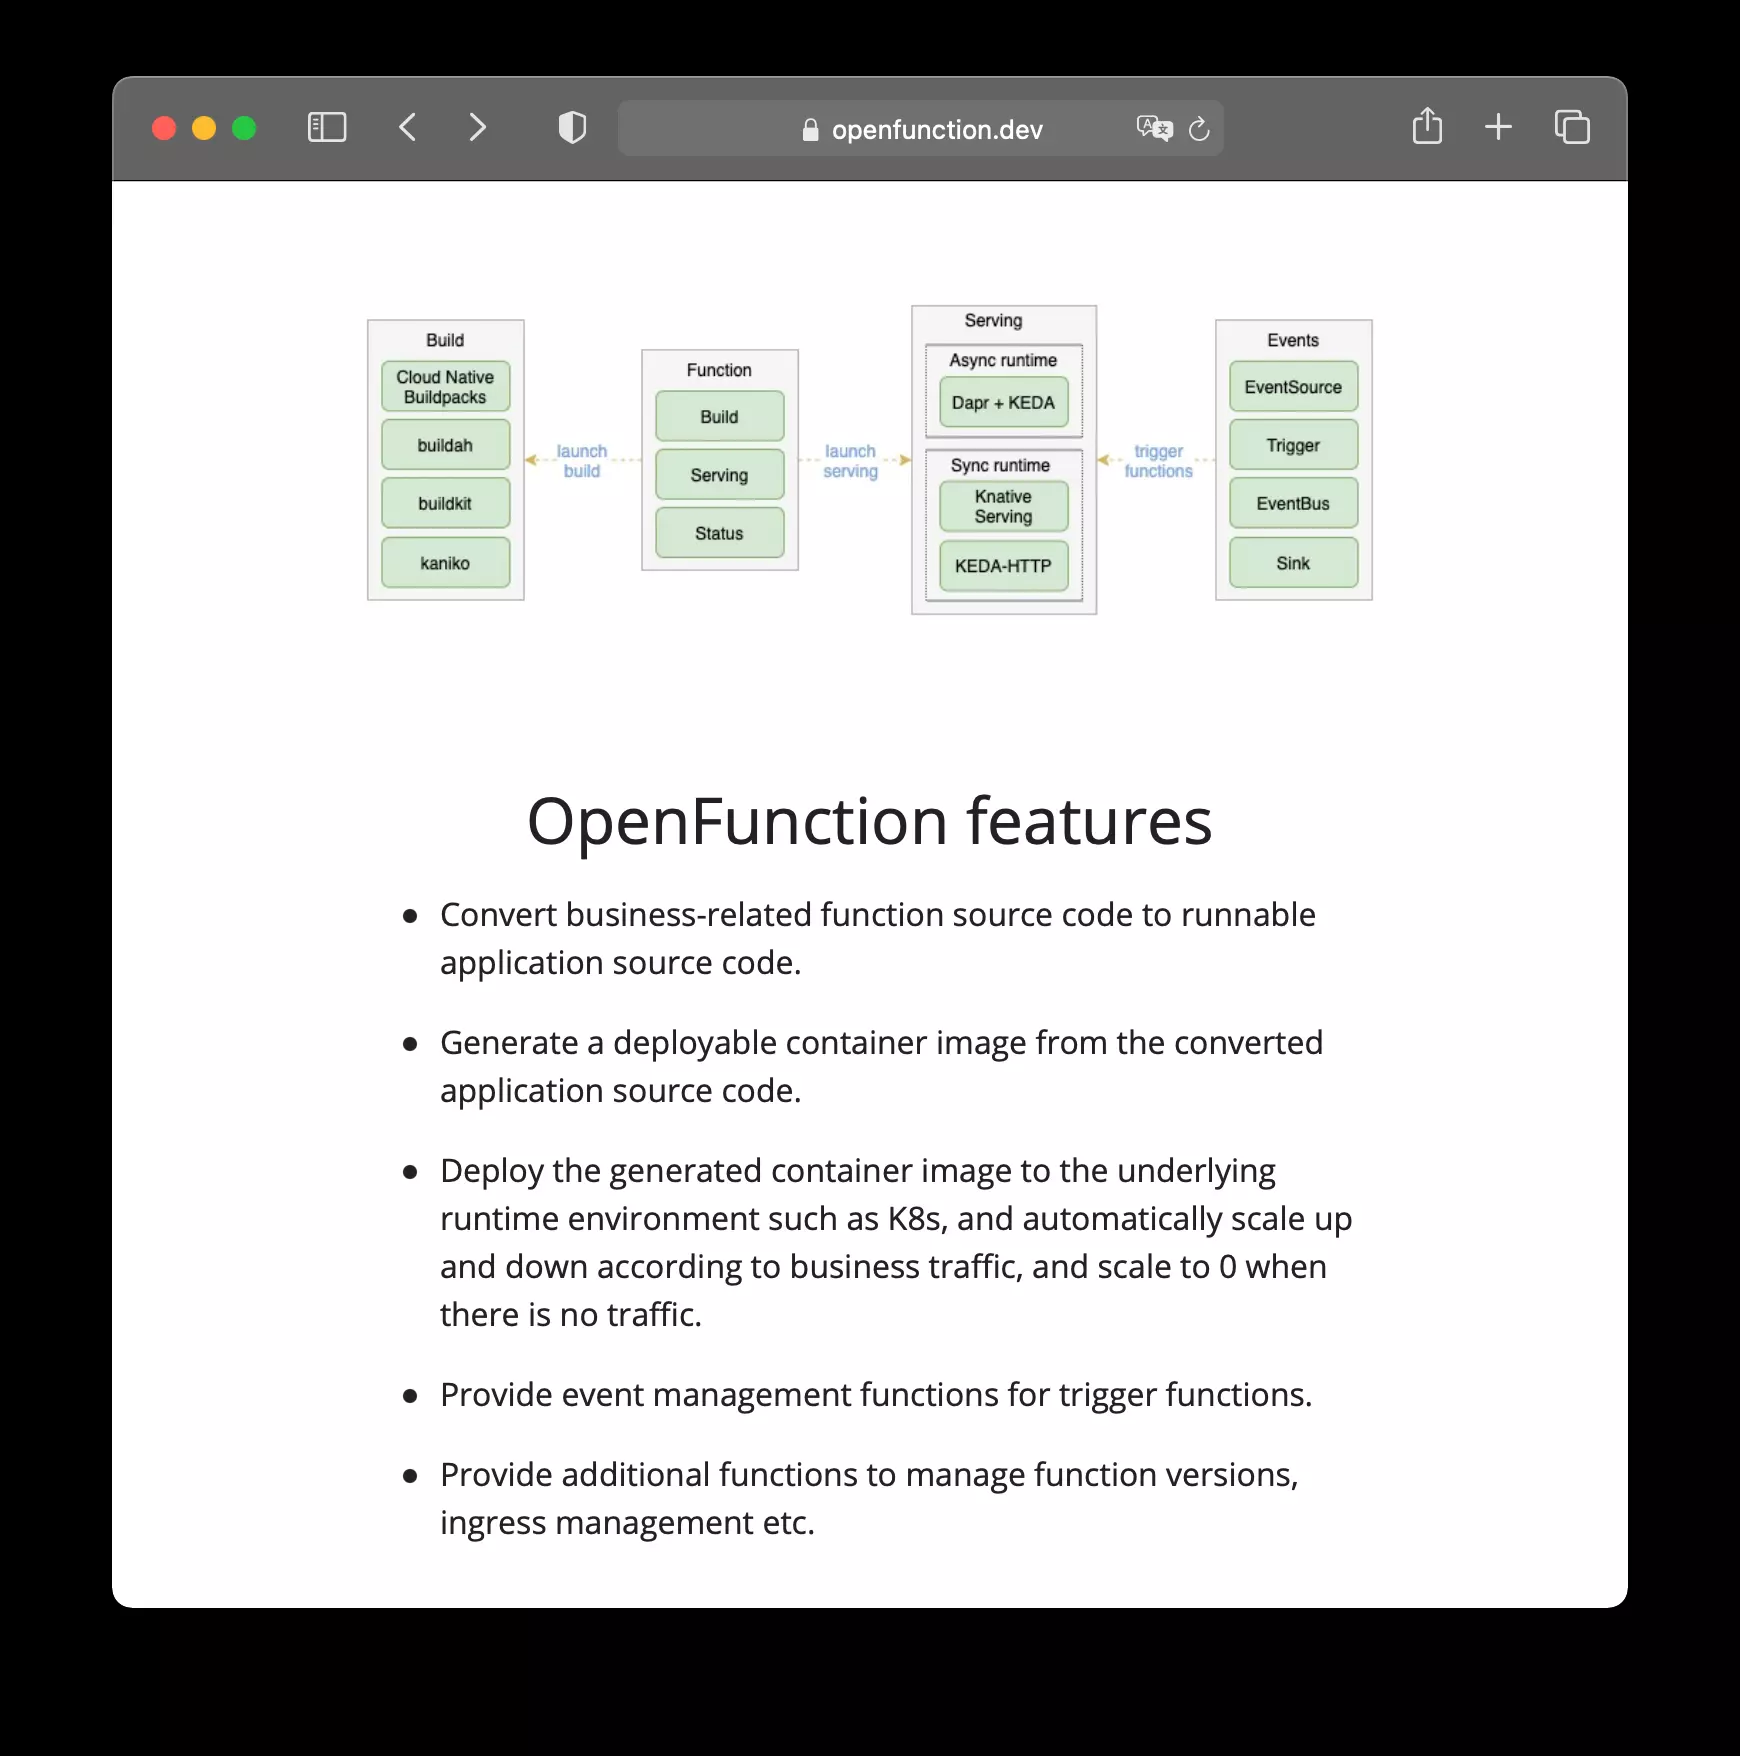 openfunction.dev
Build
Cloud Native
Buildpacks
buildah
buildkit
kaniko
launch
build
Function
Build
Serving
Status
launch
serving
Serving
Async runtime
Dapr + KEDA
Sync runtime
Knative
Serving
KEDA-HTTP
trigger
functions
Events
EventSource
Trigger
EventBus
Sink
OpenFunction features
● Convert business-related function source code to runnable
application source code.
● Generate a deployable container image from the converted
application source code.
● Deploy the generated container image to the underlying
runtime environment such as K8s, and automatically scale up
and down according to business traffic, and scale to 0 when
there is no traffic.
● Provide event management functions for trigger functions.
● Provide additional functions to manage function versions,
ingress management etc.